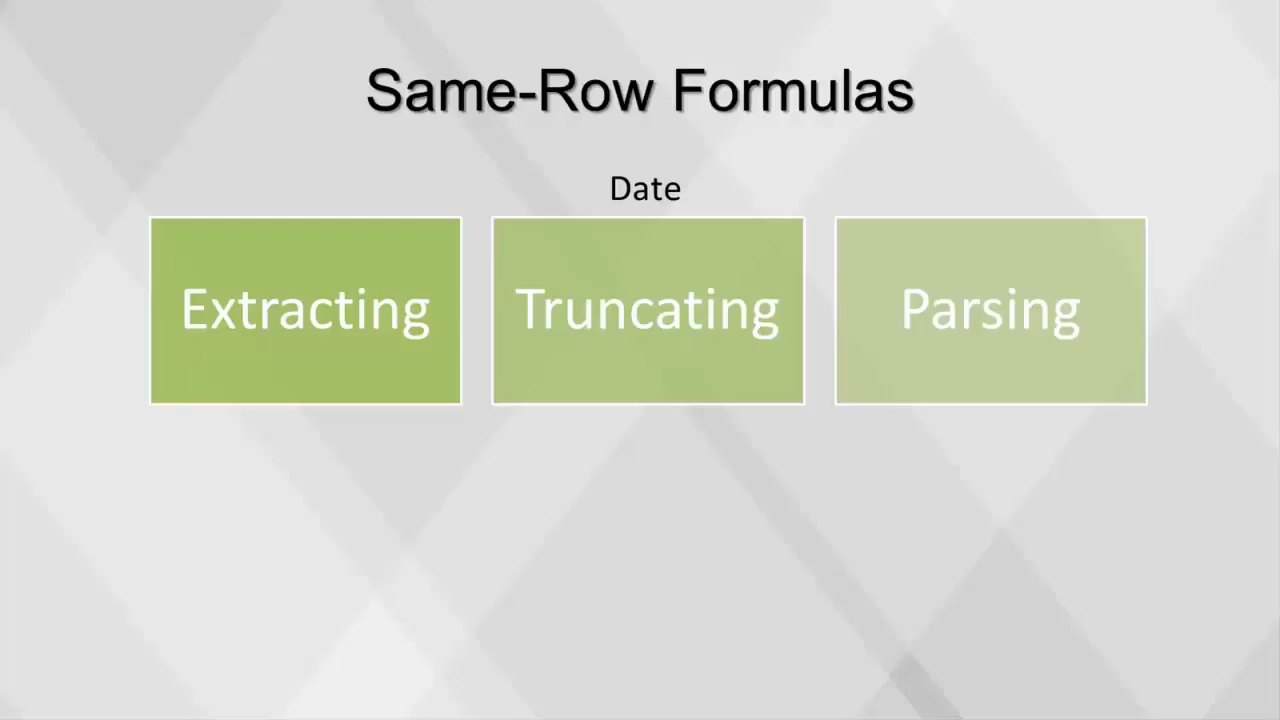 Same-Row Formulas
Date
Extracting
Truncating
Parsing